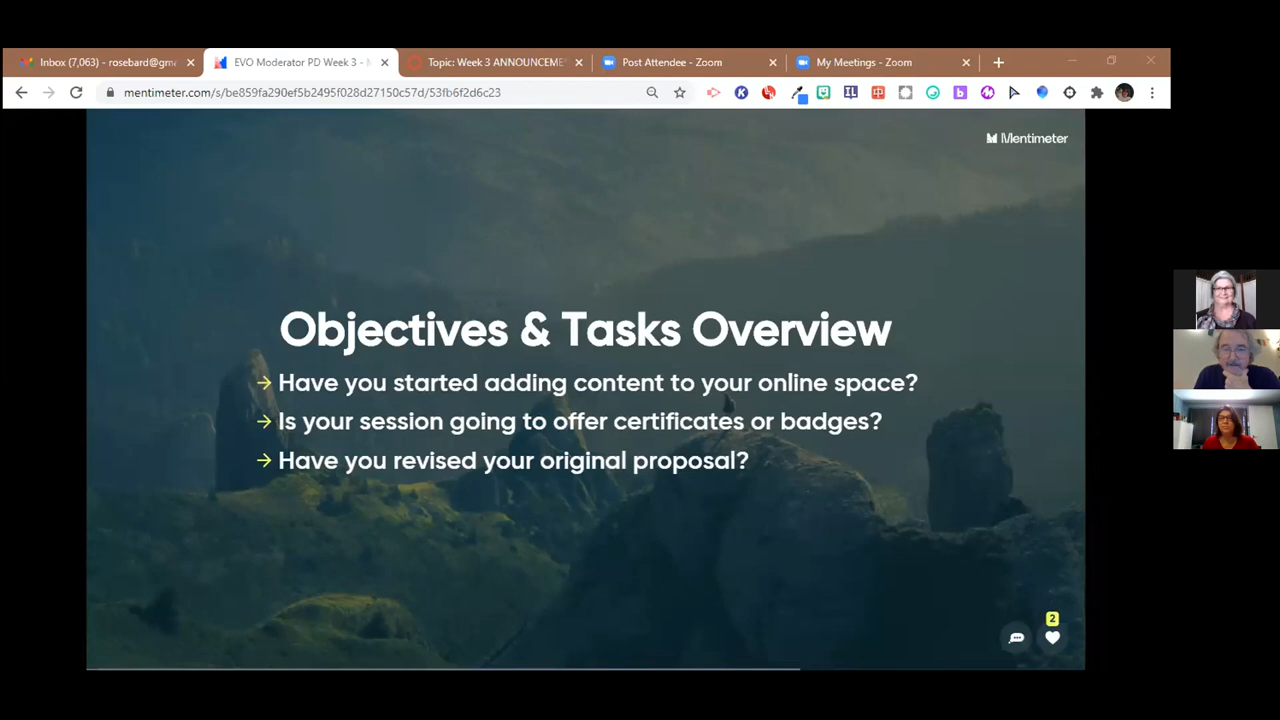 Inbox (7,063) - rosebard@gma
EVO Moderator PD Week 3 - M
Topic: Week 3 ANNOUNCEME
Post Attendee - Zoom
My Meetings - Zoom
mentimeter.com/s/be859fa290ef5b2495f028d27150c57d/53fb6f2d6c23
Mentimeter
Objectives & Tasks Overview
→ Have you started adding content to your online space?
→ Is your session going to offer certificates or badges?
→ Have you revised your original proposal?
2